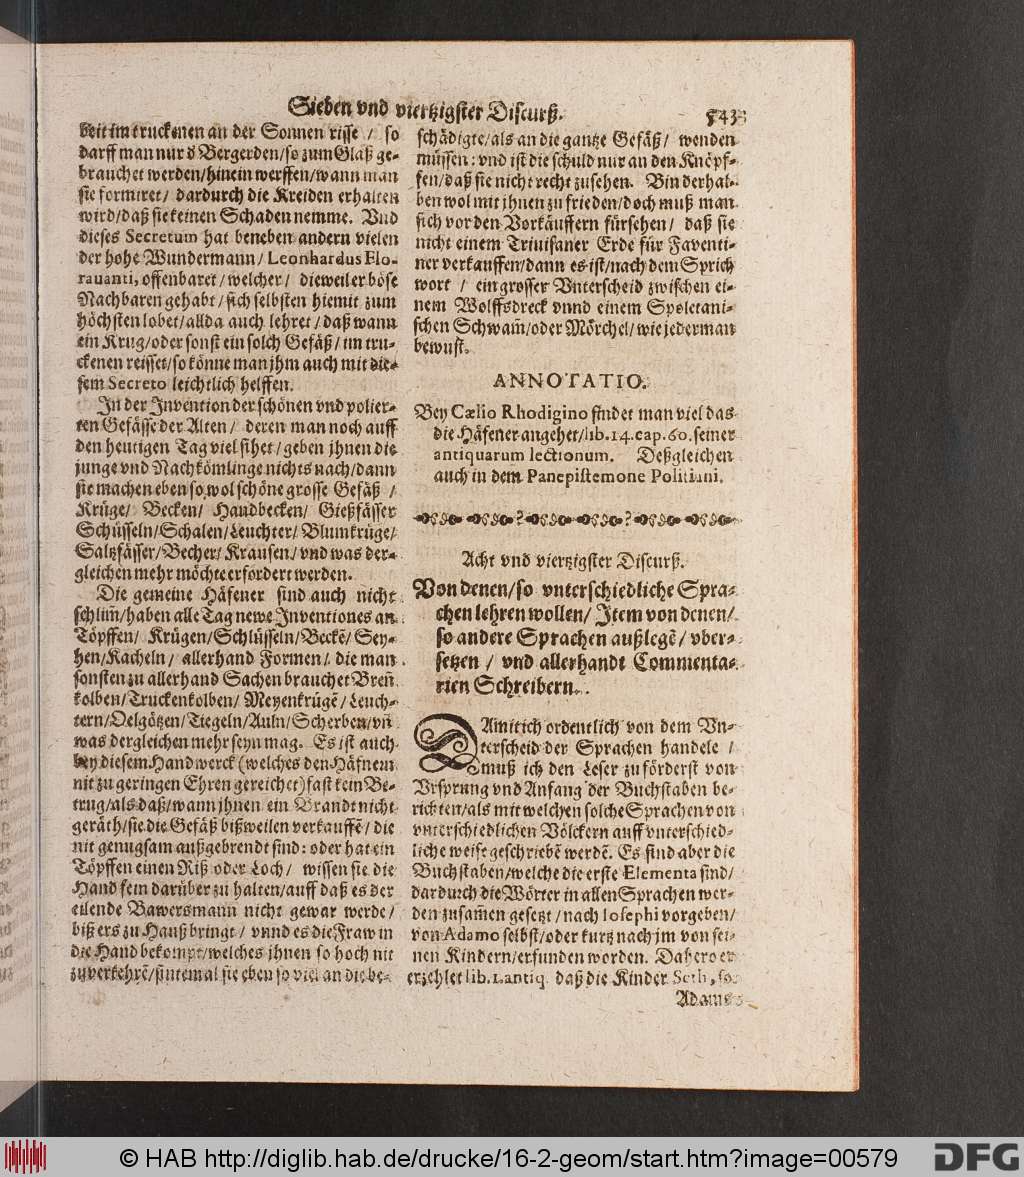 Sieben vnd viertzigster Discurß. 543
keit im truckenen an der Sonnen risse / so
darff man nur d Bergerden/so zum Glaß ge-
brauchet werden/hinein werffen/wann man
sie formiret/ dardurch die Kreiden erhalten
wird/daß sie keinen Schaden nemme. Vnd
dieses Secretum hat beneben andern vielen
der hohe Wundermann/ Leonhardus Flo-
rauanti, offenbaret/welcher/ dieweil er böse
Nachbaren gehabt/sich selbsten hiemit zum
höchsten lobet/allda auch lehret/daß wann
ein Krug/oder sonst ein solch Gefäß/im tru-
ckenen reisset/so könne man jhm auch mit die-
sem Secreto leichtlich helffen.
In der Invention der schönen vnd polier-
ten Gefässe der Alten/ deren man noch auff
den heutigen Tag viel sihet/geben jhnen die
junge vnd Nachkömlinge nichts nach/dann
sie machen eben so wol schöne grosse Gefäß /
Krüge/ Becken/ Handbecken/ Gießfässer
Schüsseln/Schalen/Leuchter/Blumkrüge/
Saltzfässer/Becher/Krausen/vnd was der-
gleichen mehr möchte erfordert werden.
Die gemeine Häfener sind auch nicht
schlim̃/haben alle Tag newe Inventiones an
Töpffen/ Krügen/Schlüsseln/Beckẽ/ Sey-
hen/Kacheln/ allerhand Formen/ die man
sonsten zu allerhand Sachen brauchet Breñ
kolben/Truckenkolben/ Meyenkrügẽ/Leuch-
tern/Oelgötzen/Tiegeln/Auln/Scherben/vñ
was dergleichen mehr seyn mag. Es ist auch
bey diesem Handwerck (welches den Häfnern
nit zu geringen Ehren gereichet) fast kein Be-
trug/als daß/wann jhnen ein Brandt nicht
geräth/sie die Gefäß bißweilen verkauffẽ/ die
nit genugsam außgebrendt sind: oder hat ein
Töpffen einen Riß oder Loch/ wissen sie die
Hand fein darüber zu halten/auff daß es der
eilende Bawersmann nicht gewar werde/
biß ers zu Hauß bringt/ vnnd es die Fraw in
die Hand bekompt/welches jhnen so hoch nit
zuverkehrẽ/sintemal sie eben so viel an die be-
schädigte/als an die gantze Gefäß/ wenden
müssen: vnd ist die schuld nur an den Knöpf-
fen/daß sie nicht recht zusehen. Bin derhal-
ben wol mit jhnen zu frieden/doch muß man
sich vor den Vorkäuffern fürsehen/ daß sie
nicht einem Triuisaner Erde für Faventi-
ner verkauffen/dann es ist/nach dem Sprich
wort / ein grosser Vnterscheid zwischen ei-
nem Wolffsdreck vnnd einem Spoletani-
schen Schwam̃/oder Mörchel/wie jederman
bewust.
ANNOTATIO.
Bey Cælio Rhodigino findet man viel das
die Häfener angehet/lib. 14. cap. 60. seiner
antiquarum lectionum. Deßgleichen
auch in dem Panepistemone Politiani.
Acht vnd viertzigster Discurß.
Von denen/so vnterschiedliche Spra-
chen lehren wollen/ Item von denen/
so andere Sprachen außlegẽ/ vber-
setzen / vnd allerhandt Commenta-
rien Schreibern.
DAmit ich ordentlich von dem Vn-
terscheid der Sprachen handele /
muß ich den Leser zu förderst von
Vrsprung vnd Anfang der Buchstaben be-
richten/als mit welchen solche Sprachen von
vnterschiedlichen Völckern auff vnterschied-
liche weise geschriebẽ werdẽ. Es sind aber die
Buchstaben/welche die erste Elementa sind/
dardurch die Wörter in allen Sprachen wer-
den zusam̃en gesetzt/nach Iosephi vorgeben/
von Adamo selbst/oder kurtz nach jm von sei-
nen Kindern/erfunden worden. Dahero er
erzehlet lib. 1. antiq. daß die Kinder Seth, so
Adams
© HAB http://diglib.hab.de/drucke/16-2-geom/start.htm?image=00579
DFG